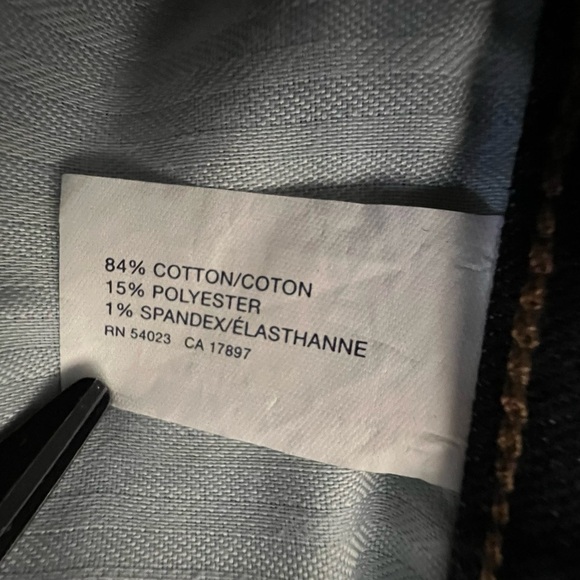 84% COTTON/COTON
15% POLYESTER
1% SPANDEX/ÉLASTHANNE
RN 54023 CA 17897